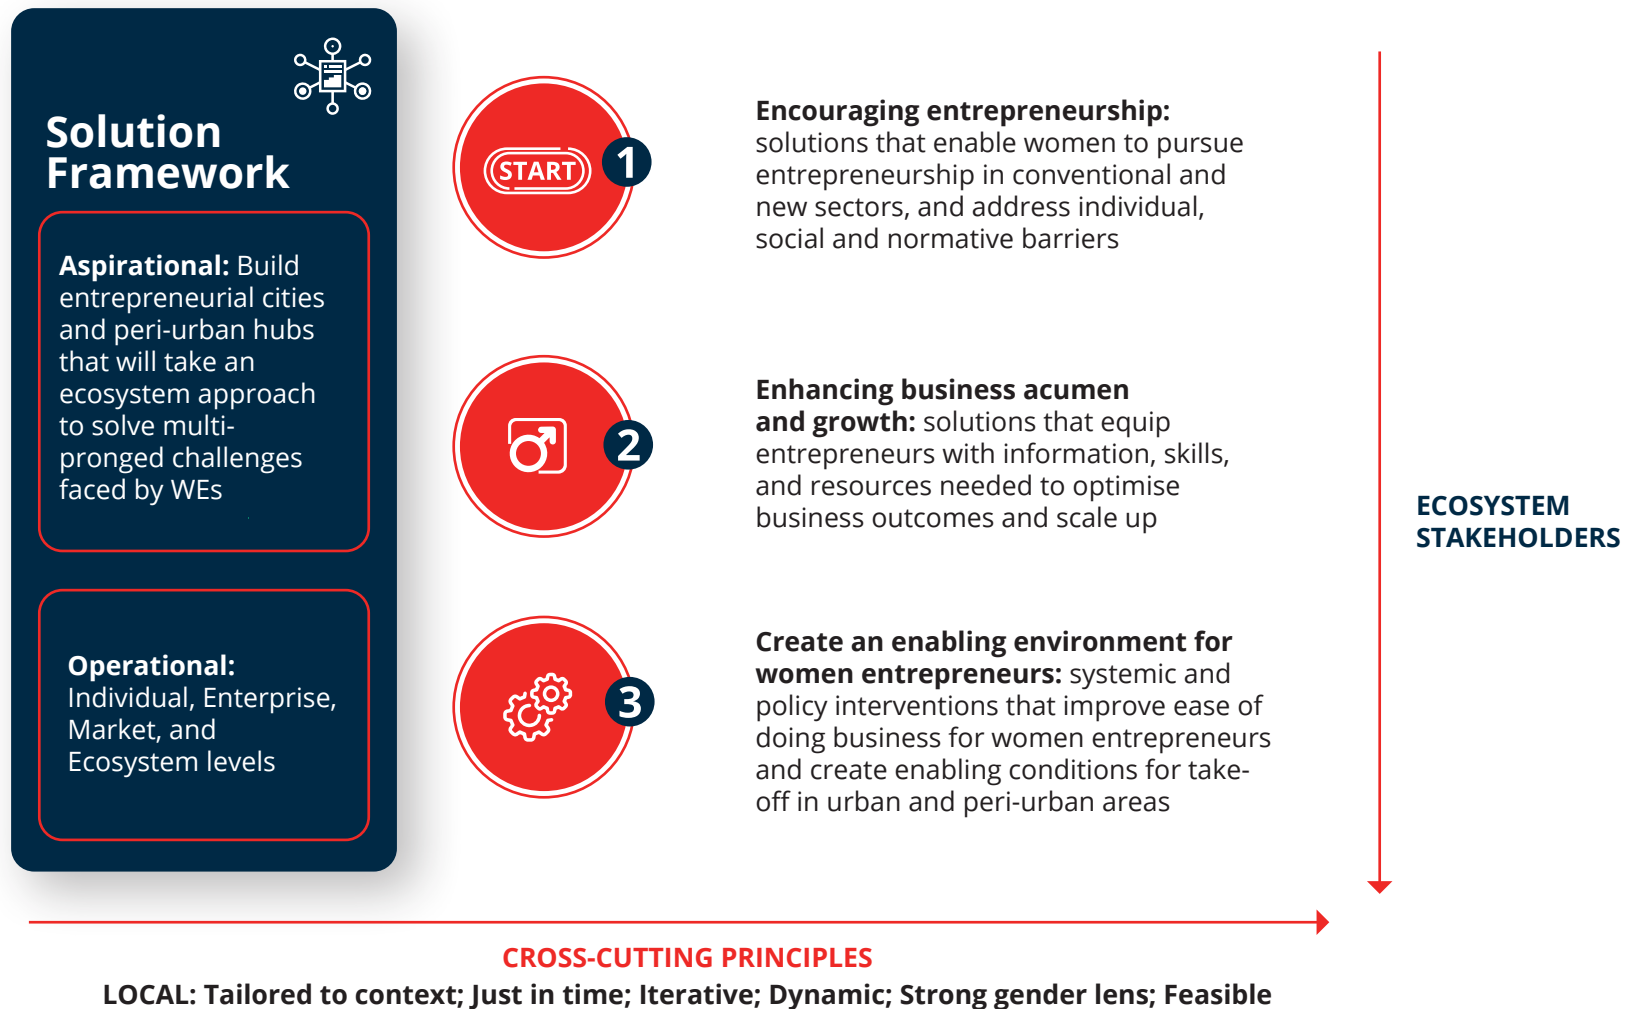 Solution
Framework
Aspirational: Build
entrepreneurial cities
and peri-urban hubs
that will take an
ecosystem approach
to solve multi-
pronged challenges
faced by WEs
Operational:
Individual, Enterprise,
Market, and
Ecosystem levels
START
1
Encouraging entrepreneurship:
solutions that enable women to pursue
entrepreneurship in conventional and
new sectors, and address individual,
social and normative barriers
2
Enhancing business acumen
and growth: solutions that equip
entrepreneurs with information, skills,
and resources needed to optimise
business outcomes and scale up
3
Create an enabling environment for
women entrepreneurs: systemic and
policy interventions that improve ease of
doing business for women entrepreneurs
and create enabling conditions for take-
off in urban and peri-urban areas
ECOSYSTEM
STAKEHOLDERS
CROSS-CUTTING PRINCIPLES
LOCAL: Tailored to context; Just in time; Iterative; Dynamic; Strong gender lens; Feasible